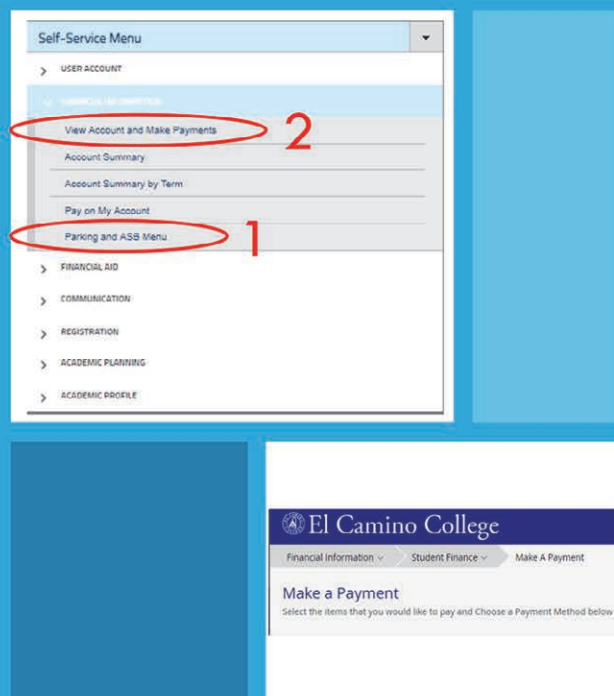 Self-Service Menu
USER ACCOUNT
FINANCIAL INFORMATION
View Account and Make Payments
2
Account Summary
Account Summary by Term
Pay on My Account
Parking and ASB Menu
1
FINANCIAL AID
COMMUNICATION
REGISTRATION
ACADEMIC PLANNING
ACADEMIC PROFILE
El Camino College
Financial Information
Student Finance
Make A Payment
Make a Payment
Select the items that you would like to pay and Choose a Payment Method below